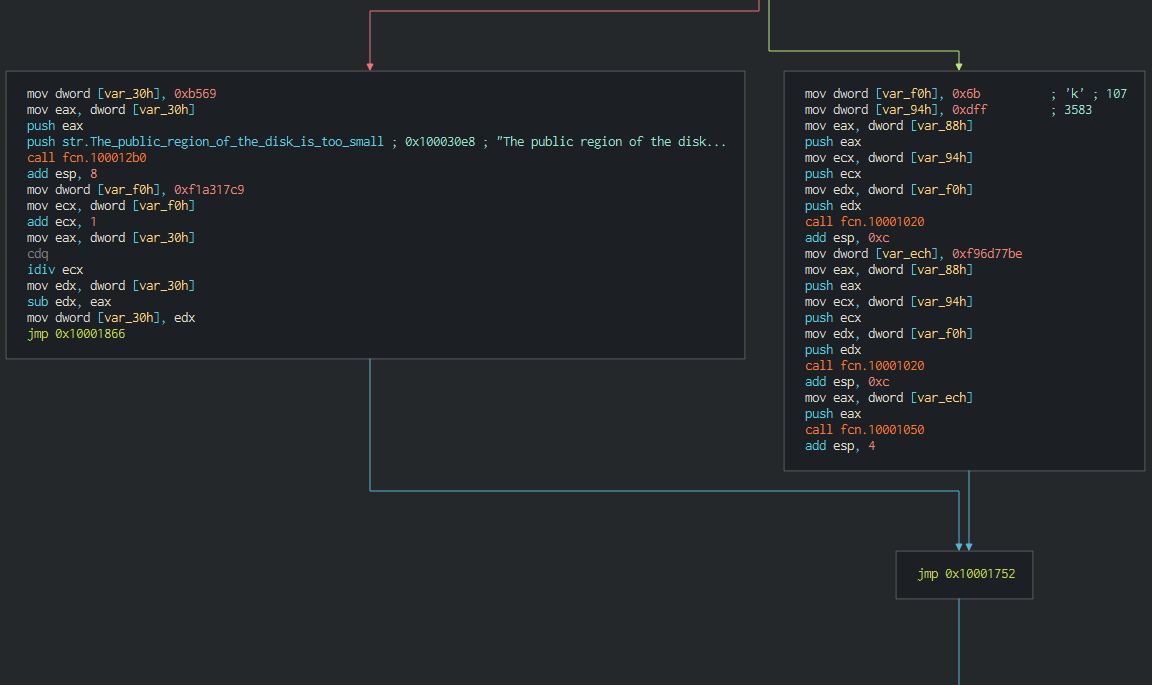 mov dword [var_30h], 0xb569
mov eax, dword [var_30h]
push eax
push str.The_public_region_of_the_disk_is_too_small ; 0x100030e8 ; "The public region of the disk...
call fcn.100012b0
add esp, 8
mov dword [var_f0h], 0xf1a317c9
mov ecx, dword [var_f0h]
add ecx, 1
mov eax, dword [var_30h]
cdq
idiv ecx
mov edx, dword [var_30h]
sub edx, eax
mov dword [var_30h], edx
jmp 0x10001866
mov dword [var_f0h], 0x6b ; 'k' ; 107
mov dword [var_94h], 0xdff ; 3583
mov eax, dword [var_88h]
push eax
mov ecx, dword [var_94h]
push ecx
mov edx, dword [var_f0h]
push edx
call fcn.10001020
add esp, 0xc
mov dword [var_ech], 0xf96d77be
mov eax, dword [var_88h]
push eax
mov ecx, dword [var_94h]
push ecx
mov edx, dword [var_f0h]
push edx
call fcn.10001020
add esp, 0xc
mov eax, dword [var_ech]
push eax
call fcn.10001050
add esp, 4
jmp 0x10001752